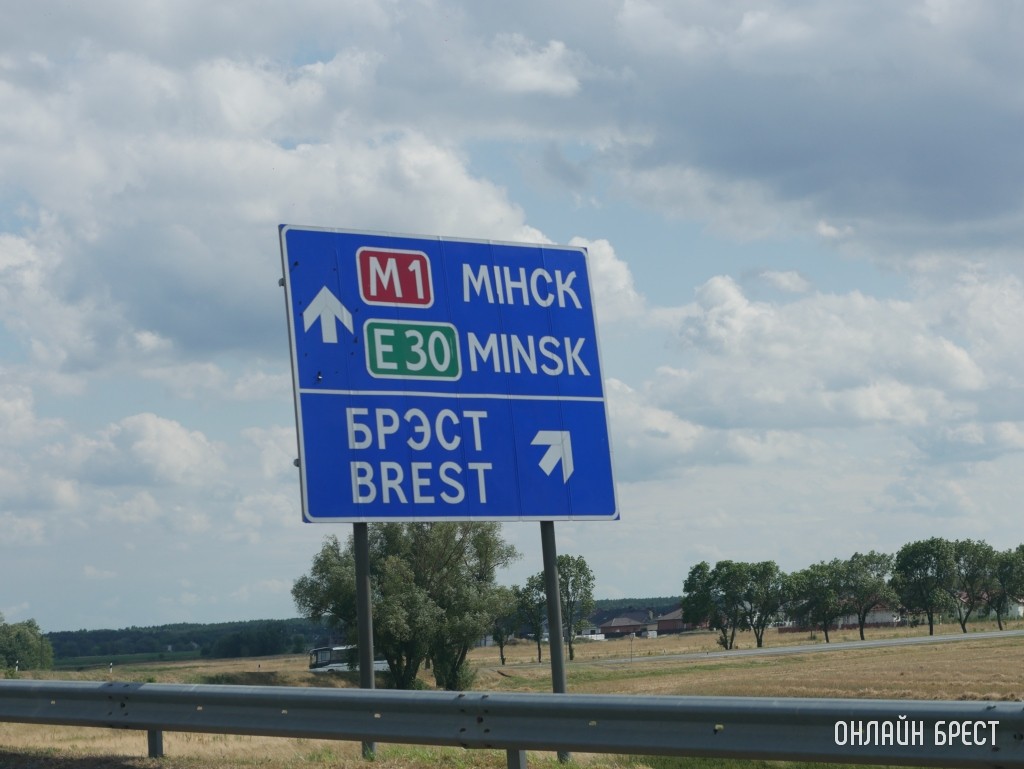 M1 МІНСК
E 30 MINSK
БРЭСТ
BREST
ОНЛАЙН БРЕСТ